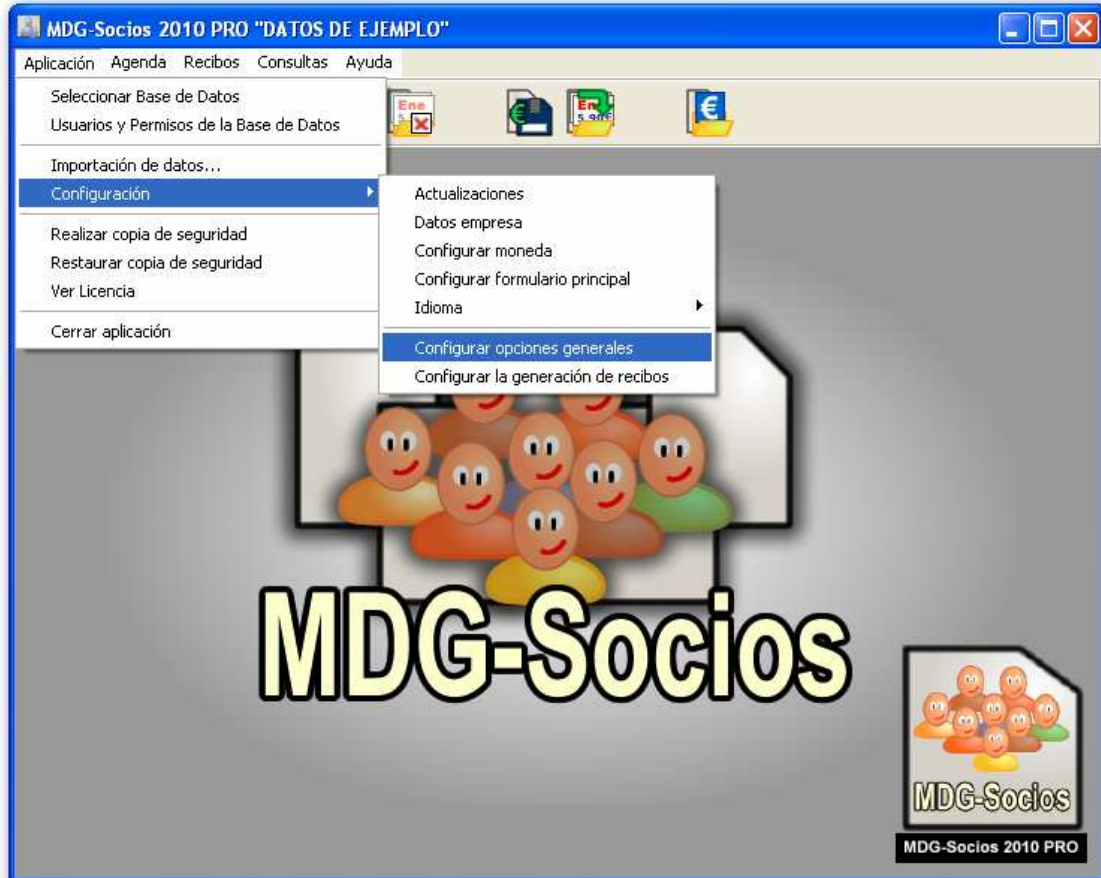 MDG-Socios 2010 PRO "DATOS DE EJEMPLO"
Aplicación Agenda Recibos Consultas Ayuda
Seleccionar Base de Datos
Usuarios y Permisos de la Base de Datos
Importación de datos...
Configuración
Realizar copia de seguridad
Restaurar copia de seguridad
Ver Licencia
Cerrar aplicación
Ene
€
€
Actualizaciones
Datos empresa
Configurar moneda
Configurar formulario principal
Idioma
Configurar opciones generales
Configurar la generación de recibos
MDG-Socios
MDG-Socios
MDG-Socios 2010 PRO